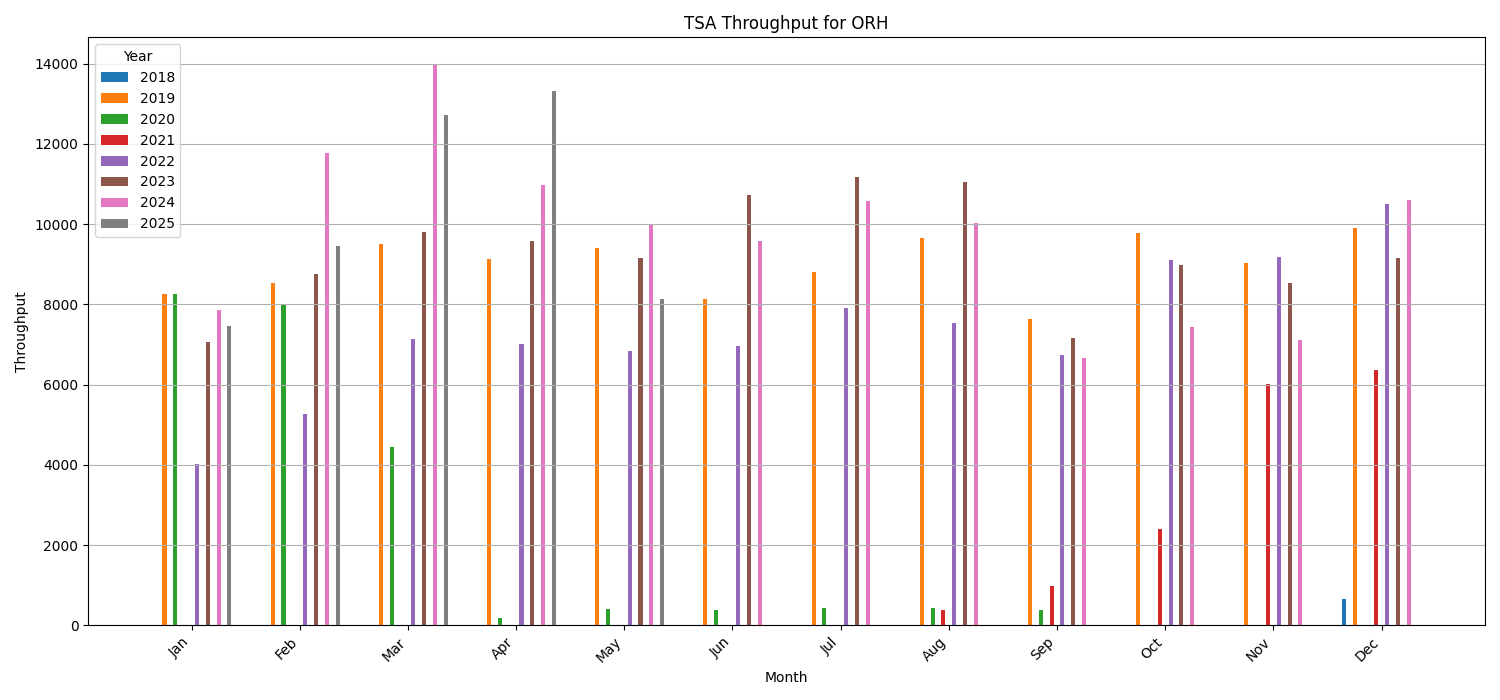 TSA Throughput for ORH
Year
2018
2019
2020
2021
2022
2023
2024
2025
Throughput
14000
12000
10000
8000
6000
4000
2000
0
Jan
Feb
Mar
Apr
May
Jun
Jul
Aug
Sep
Oct
Nov
Dec
Month